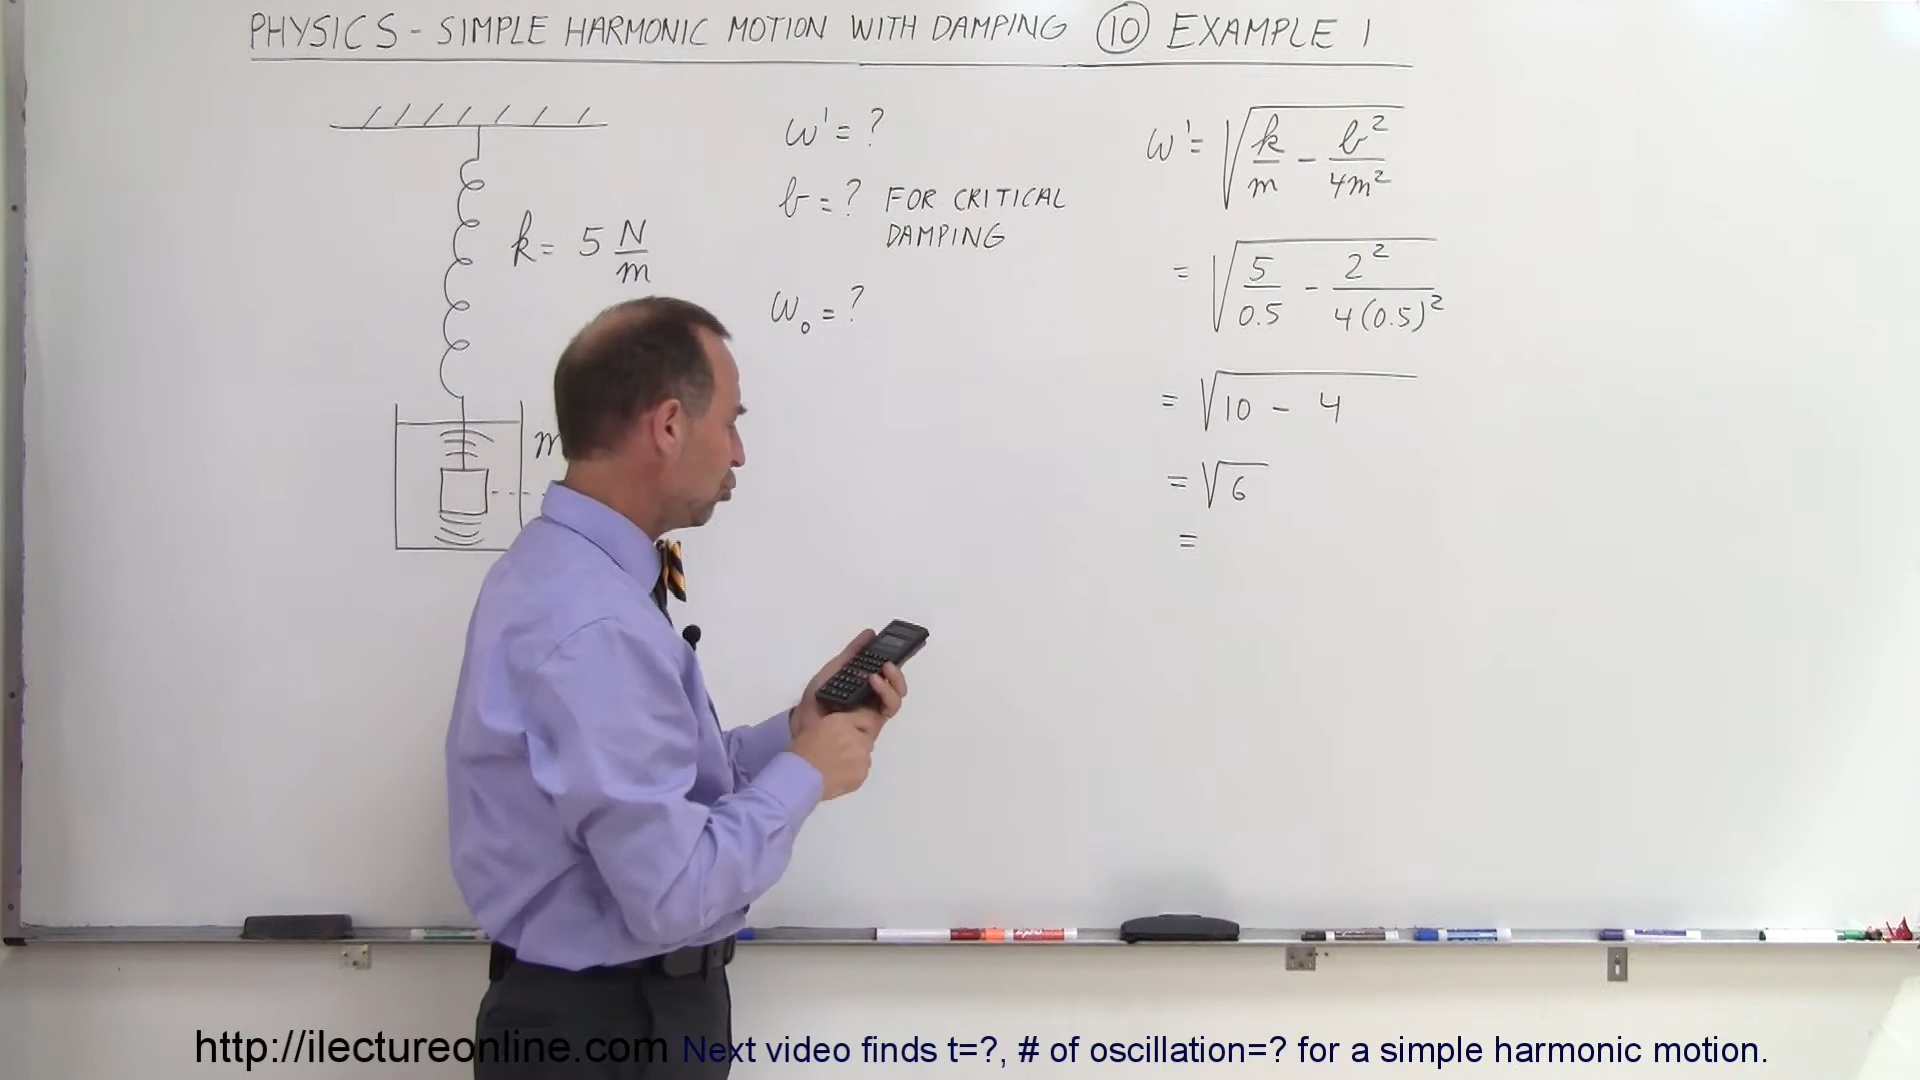 PHYSICS - SIMPLE HARMONIC MOTION WITH DAMPING ⑩ EXAMPLE 1
k = 5 N/m
m
ω' = ?
b = ? FOR CRITICAL
DAMPING
ω₀ = ?
ω' = √(k/m - b²/4m²)
= √(5/0.5 - 2²/4(0.5)²)
= √(10 - 4)
= √6
=
http://ilectureonline.com Next video finds t=?, # of oscillation=? for a simple harmonic motion.